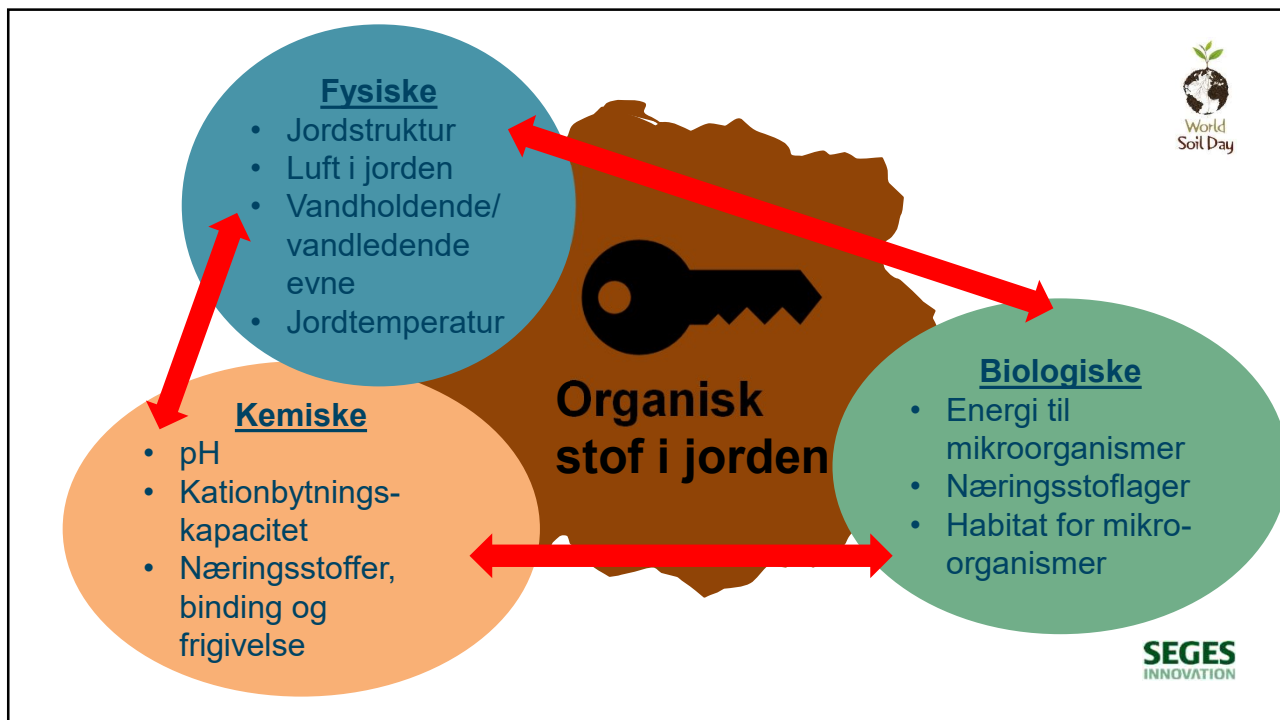 Fysiske
• Jordstruktur
• Luft i jorden
• Vandholdende/
vandledende
evne
• Jordtemperatur
World
Soil Day
Organisk
stof i jorden
Kemiske
• pH
• Kationbytnings-
kapacitet
• Næringsstoffer,
binding og
frigivelse
Biologiske
• Energi til
mikroorganismer
• Næringsstoflager
• Habitat for mikro-
organismer
SEGES
INNOVATION